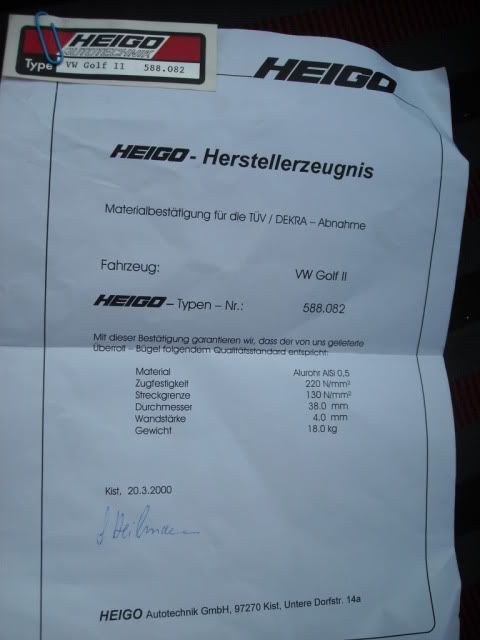 HEIGO
AUTOTECHNIK
Type VW Golf II 588.082
HEIGO
HEIGO - Herstellerzeugnis
Materialbestätigung für die TÜV / DEKRA – Abnahme
Fahrzeug: VW Golf II
HEIGO – Typen – Nr.: 588.082
Mit dieser Bestätigung garantieren wir, dass der von uns gelieferte
Überroll – Bügel folgendem Qualitätsstandard entspricht:
Material Alurohr AlSi 0,5
Zugfestigkeit 220 N/mm²
Streckgrenze 130 N/mm²
Durchmesser 38.0 mm
Wandstärke 4.0 mm
Gewicht 18.0 kg
Kist, 20.3.2000
HEIGO Autotechnik GmbH, 97270 Kist, Untere Dorfstr. 14a